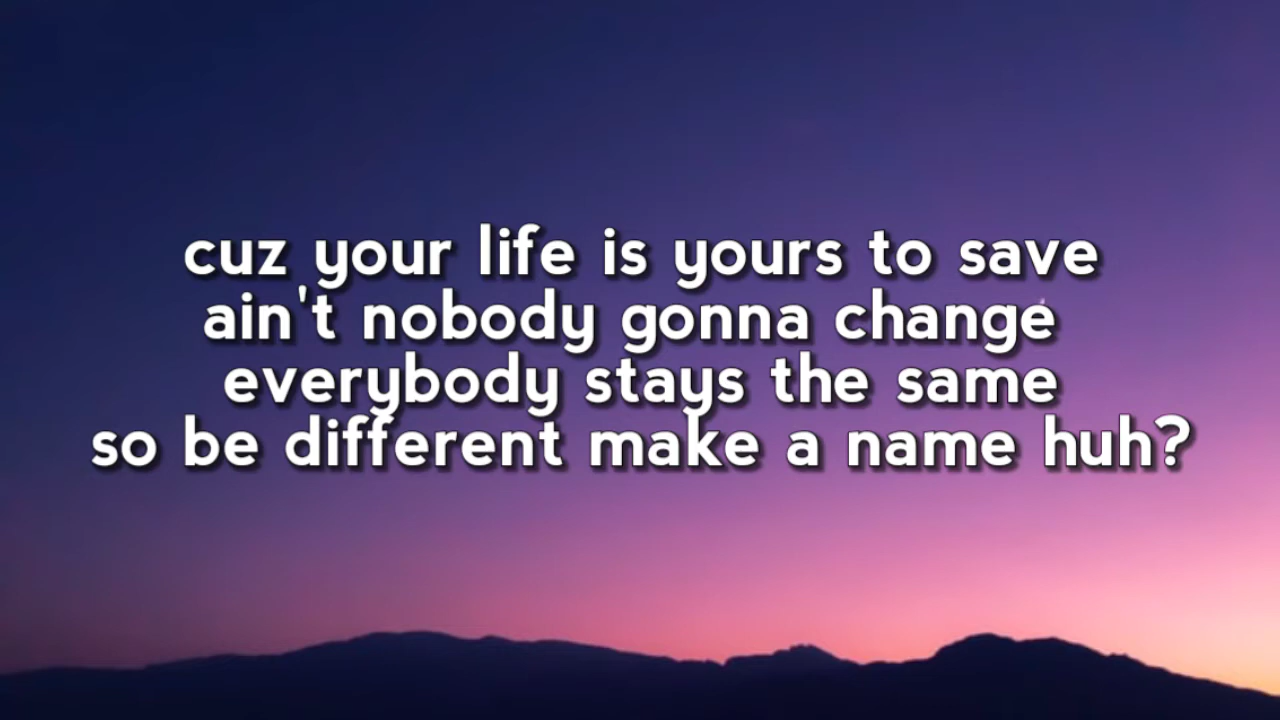 cuz your life is yours to save
ain't nobody gonna change
everybody stays the same
so be different make a name huh?